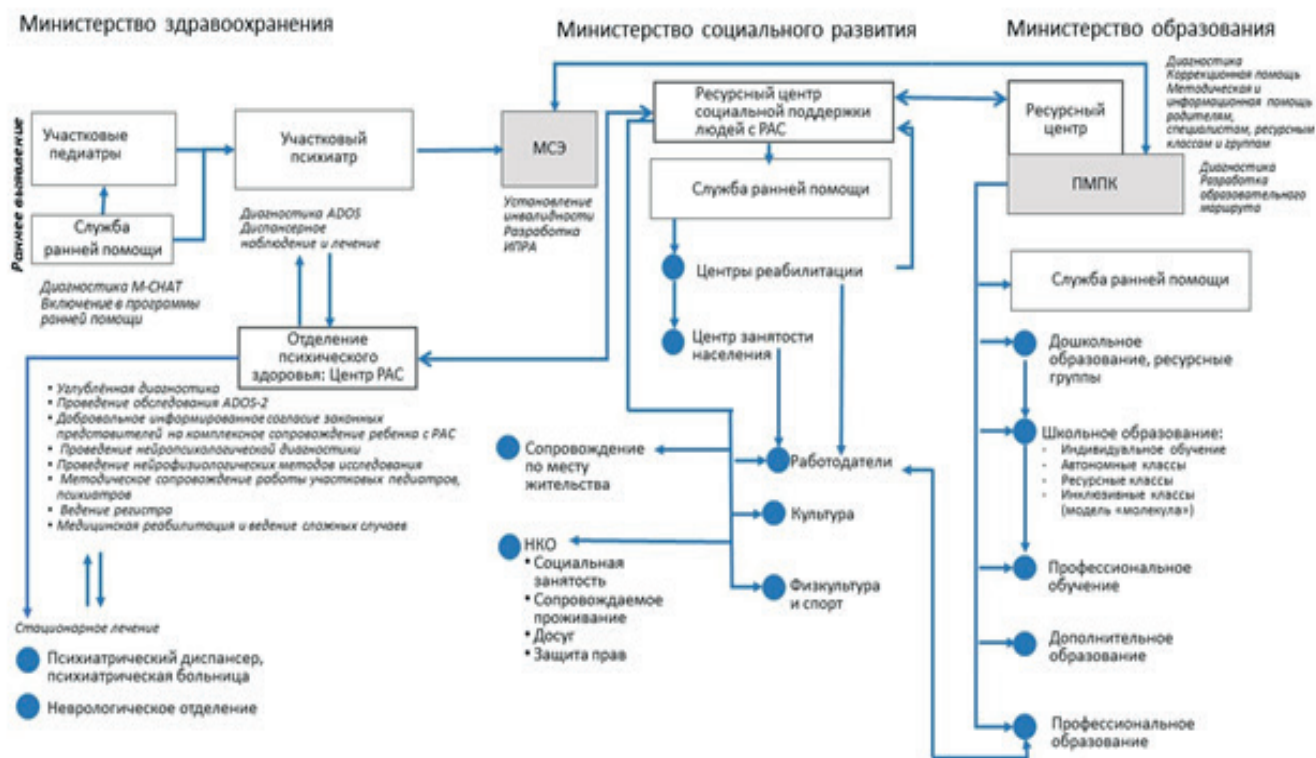 Министерство здравоохранения
Министерство социального развития
Министерство образования
Раннее выявление
Участковые
педиатры
Служба
ранней помощи
Диагностика M-CHAT
Включение в программы
ранней помощи
Участковый
психиатр
Диагностика ADOS
Диспансерное
наблюдение и лечение
Отделение
психического
здоровья: Центр РАС
• Углублённая диагностика
• Проведение обследования ADOS-2
• Добровольное информированное согласие законных
представителей на комплексное сопровождение ребенка с РАС
• Проведение нейропсихологической диагностики
• Проведение нейрофизиологических методов исследования
• Методическое сопровождение работы участковых педиатров,
психиатров
• Ведение регистра
• Медицинская реабилитация и ведение сложных случаев
Стационарное лечение
Психиатрический диспансер,
психиатрическая больница
Неврологическое отделение
МСЭ
Установление
инвалидности
Разработка
ИПРА
Ресурсный центр
социальной поддержки
людей с РАС
Служба ранней помощи
Центры реабилитации
Центр занятости
населения
Сопровождение
по месту
жительства
Работодатели
Культура
НКО
• Социальная
занятость
• Сопровождаемое
проживание
• Досуг
• Защита прав
Физкультура
и спорт
Ресурсный
центр
Диагностика
Коррекционная помощь
Методическая и
информационная помощь
родителям,
специалистам, ресурсным
классам и группам
ПМПК
Диагностика
Разработка
образовательного
маршрута
Служба ранней помощи
Дошкольное
образование, ресурсные
группы
Школьное образование:
- Индивидуальное обучение
- Автономные классы
- Ресурсные классы
- Инклюзивные классы
(модель «молекула»)
Профессиональное
обучение
Дополнительное
образование
Профессиональное
образование